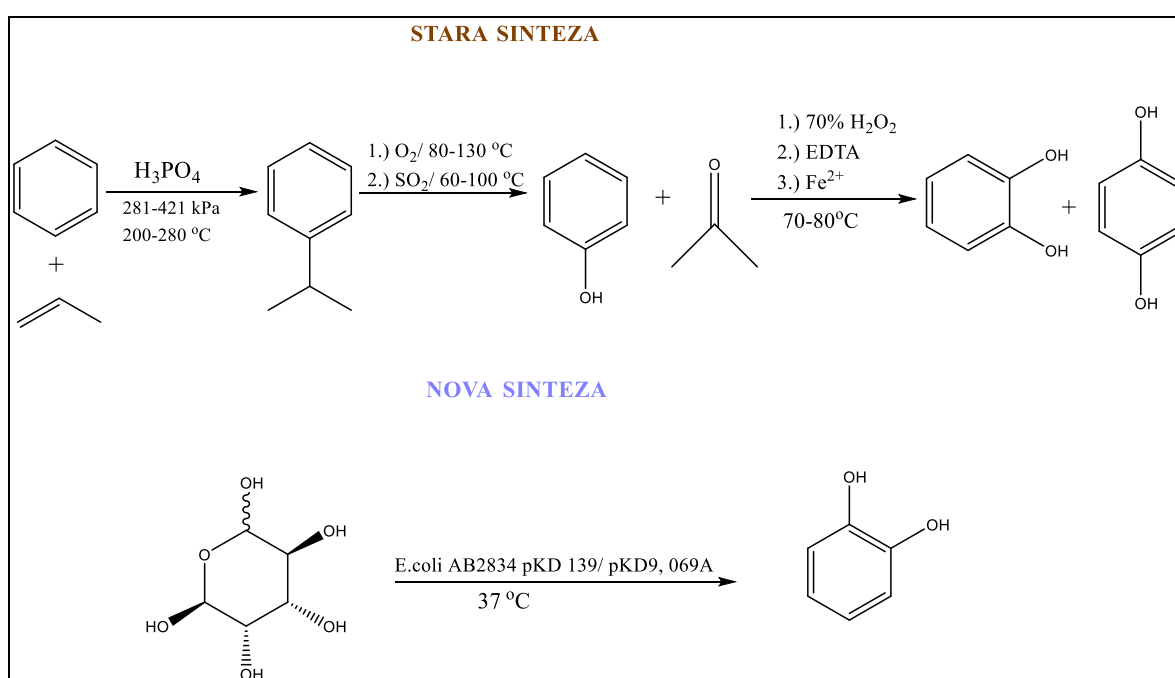 STARA SINTEZA
H₃PO₄
281-421 kPa
200-280 °C
+
1.) O₂/ 80-130 °C
2.) SO₂/ 60-100 °C
OH
+
O
1.) 70% H₂O₂
2.) EDTA
3.) Fe²⁺
70-80°C
OH
OH
+
OH
OH
NOVA SINTEZA
OH
O
OH
HO
OH
OH
E.coli AB2834 pKD 139/ pKD9, 069A
37 °C
OH
OH